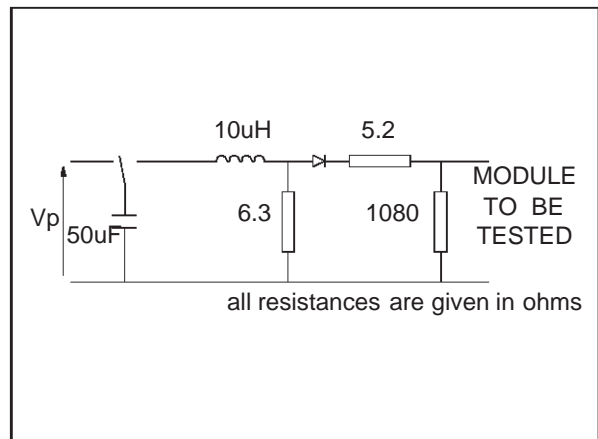 10uH
5.2
Vp
50uF
6.3
1080
MODULE
TO BE
TESTED
all resistances are given in ohms